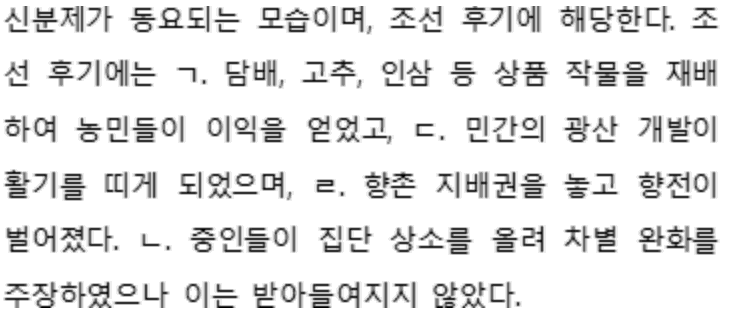 신분제가 동요되는 모습이며, 조선 후기에 해당한다. 조
선 후기에는 ㄱ. 담배, 고추, 인삼 등 상품 작물을 재배
하여 농민들이 이익을 얻었고, ㄷ. 민간의 광산 개발이
활기를 띠게 되었으며, ㄹ. 향촌 지배권을 놓고 향전이
벌어졌다. ㄴ. 중인들이 집단 상소를 올려 차별 완화를
주장하였으나 이는 받아들여지지 않았다.